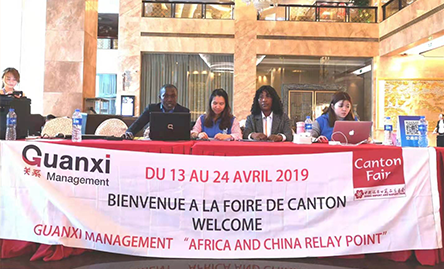 Guanxi
关系 Management
DU 13 AU 24 AVRIL 2019
Canton
Fair
BIENVENUE A LA FOIRE DE CANTON
WELCOME
GUANXI MANAGEMENT "AFRICA AND CHINA RELAY POINT"